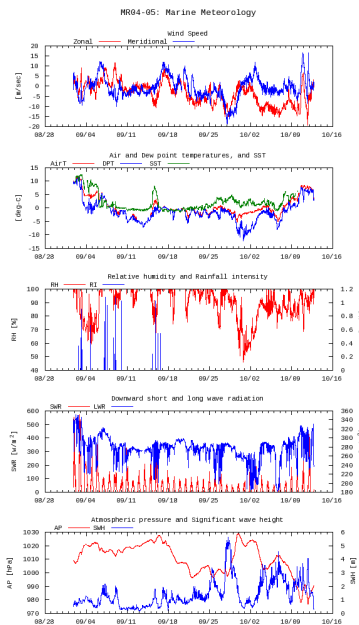 MR04-05: Marine Meteorology
Wind Speed
Zonal Meridional
[m/sec]
20
15
10
5
0
-5
-10
-15
-20
08/28 09/04 09/11 09/18 09/25 10/02 18/09 10/16
Air and Dew point temperatures, and SST
AirT DPT SST
[deg-C]
15
10
5
0
-5
-10
-15
08/28 09/04 09/11 09/18 09/25 10/02 18/09 10/16
Relative humidity and Rainfall intensity
RH RI
RH [%]
100
90
80
70
60
50
40
1.2
1
0.8
0.6
0.4
0.2
0
08/28 09/04 09/11 09/18 09/25 10/02 18/09 10/16
Downward short and long wave radiation
SWR LWR
SWR [w/m²]
600
500
400
300
200
100
0
360
340
320
300
280
260
240
220
200
180
08/28 09/04 09/11 09/18 09/25 10/02 18/09 10/16
Atmospheric pressure and Significant wave height
AP SWH
AP [hPa]
1030
1020
1010
1000
990
980
970
6
5
4
3
2
1
0
SWH [m]
08/28 09/04 09/11 09/18 09/25 10/02 18/09 10/16